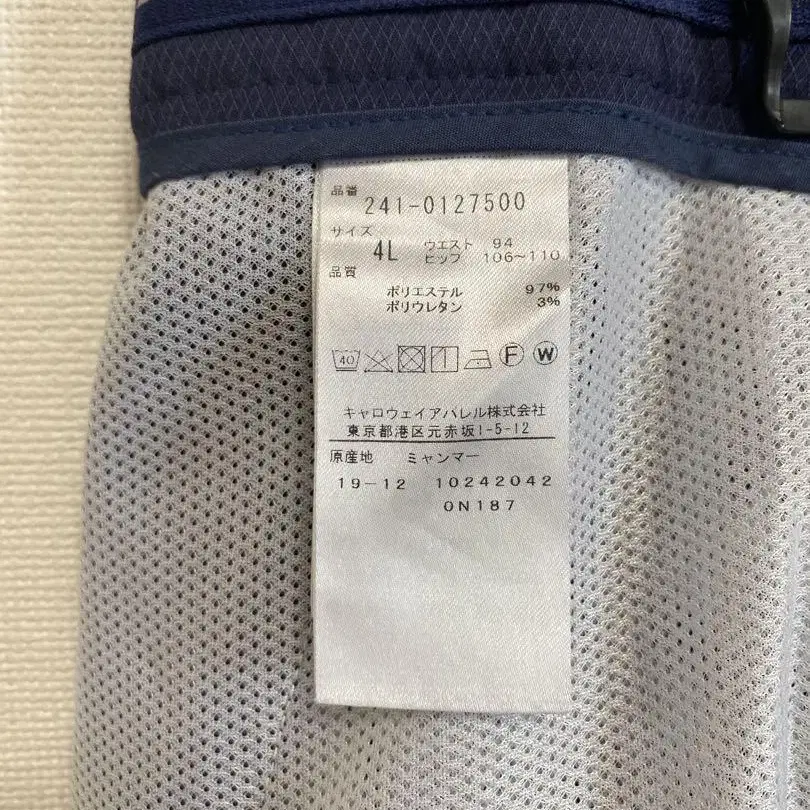 品番
241-0127500
サイズ
4L ウエスト 94
ヒップ 106~110
品質
ポリエステル 97%
ポリウレタン 3%
40 F W
キャロウェイアパレル株式会社
東京都港区元赤坂1-5-12
原産地 ミャンマー
19-12 10242042
0N187